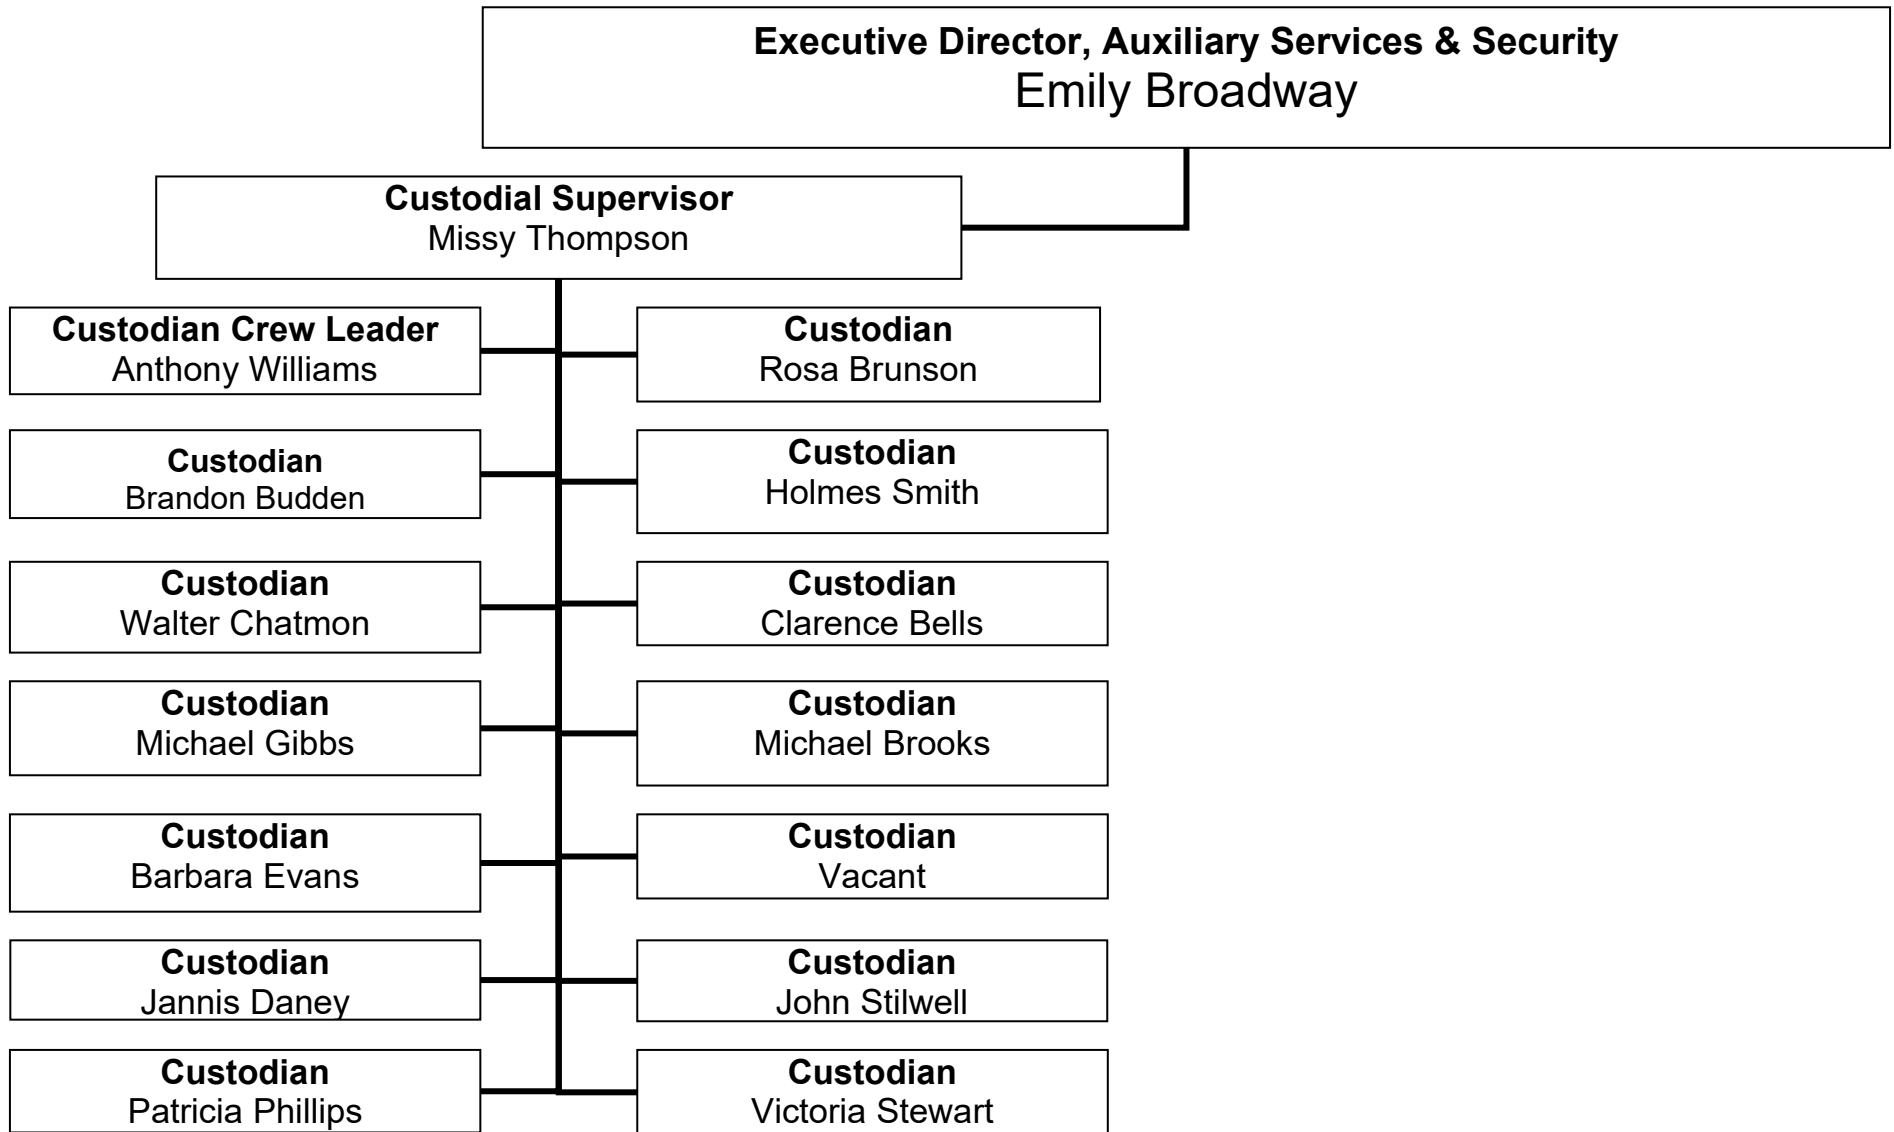 Executive Director, Auxiliary Services & Security
Emily Broadway
Custodial Supervisor
Missy Thompson
Custodian Crew Leader
Anthony Williams
Custodian
Rosa Brunson
Custodian
Brandon Budden
Custodian
Holmes Smith
Custodian
Walter Chatmon
Custodian
Clarence Bells
Custodian
Michael Gibbs
Custodian
Michael Brooks
Custodian
Barbara Evans
Custodian
Vacant
Custodian
Jannis Daney
Custodian
John Stilwell
Custodian
Patricia Phillips
Custodian
Victoria Stewart